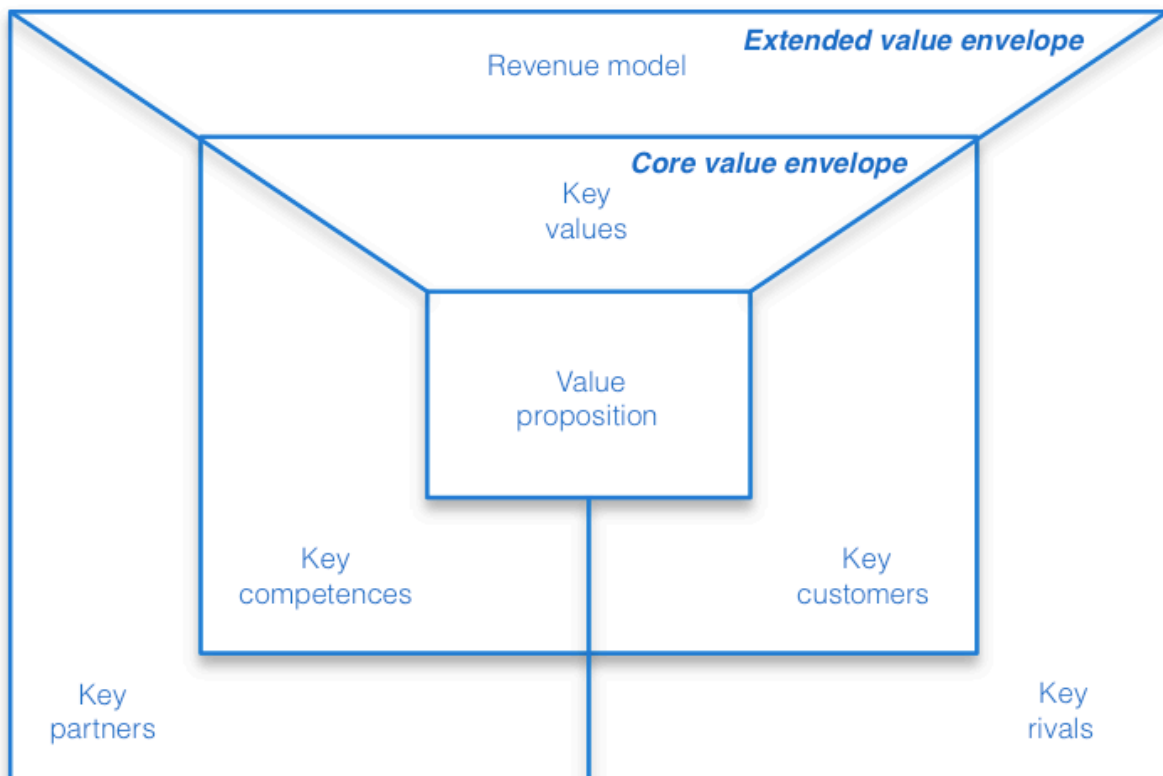 Extended value envelope
Revenue model
Core value envelope
Key
values
Value
proposition
Key
competences
Key
customers
Key
partners
Key
rivals